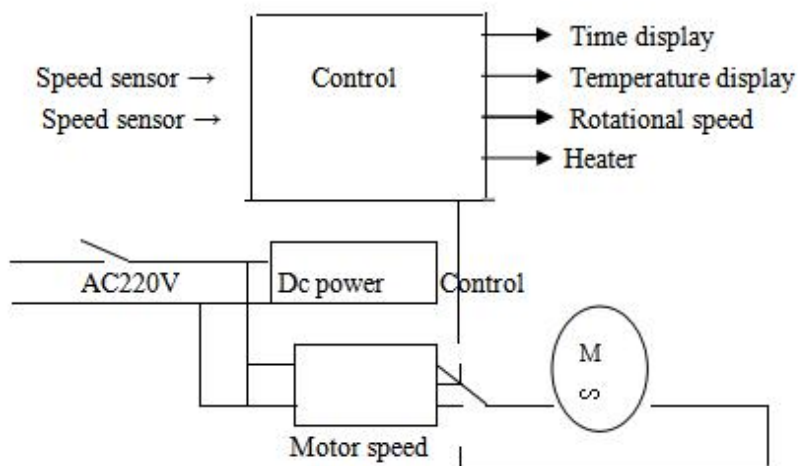 Time display
Speed sensor → Control Temperature display
Speed sensor → Rotational speed
Heater
AC220V Dc power Control
M
S
Motor speed